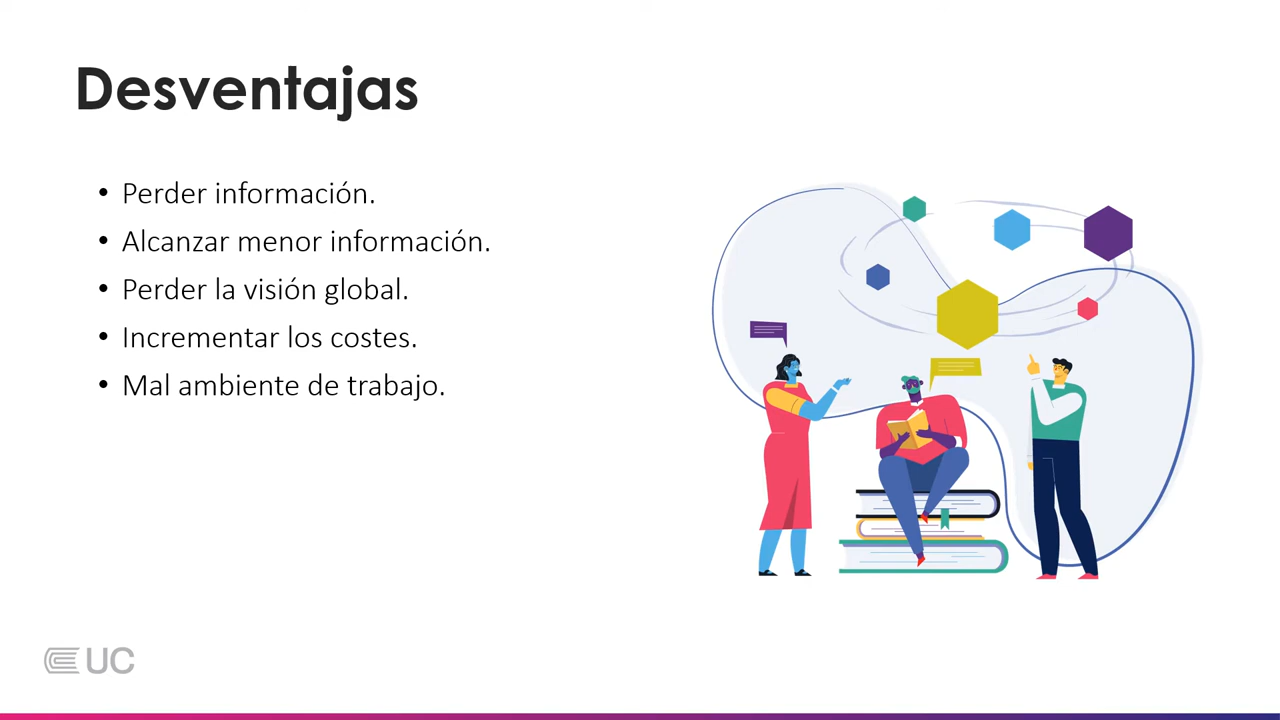 Desventajas
• Perder información.
• Alcanzar menor información.
• Perder la visión global.
• Incrementar los costes.
• Mal ambiente de trabajo.
UC